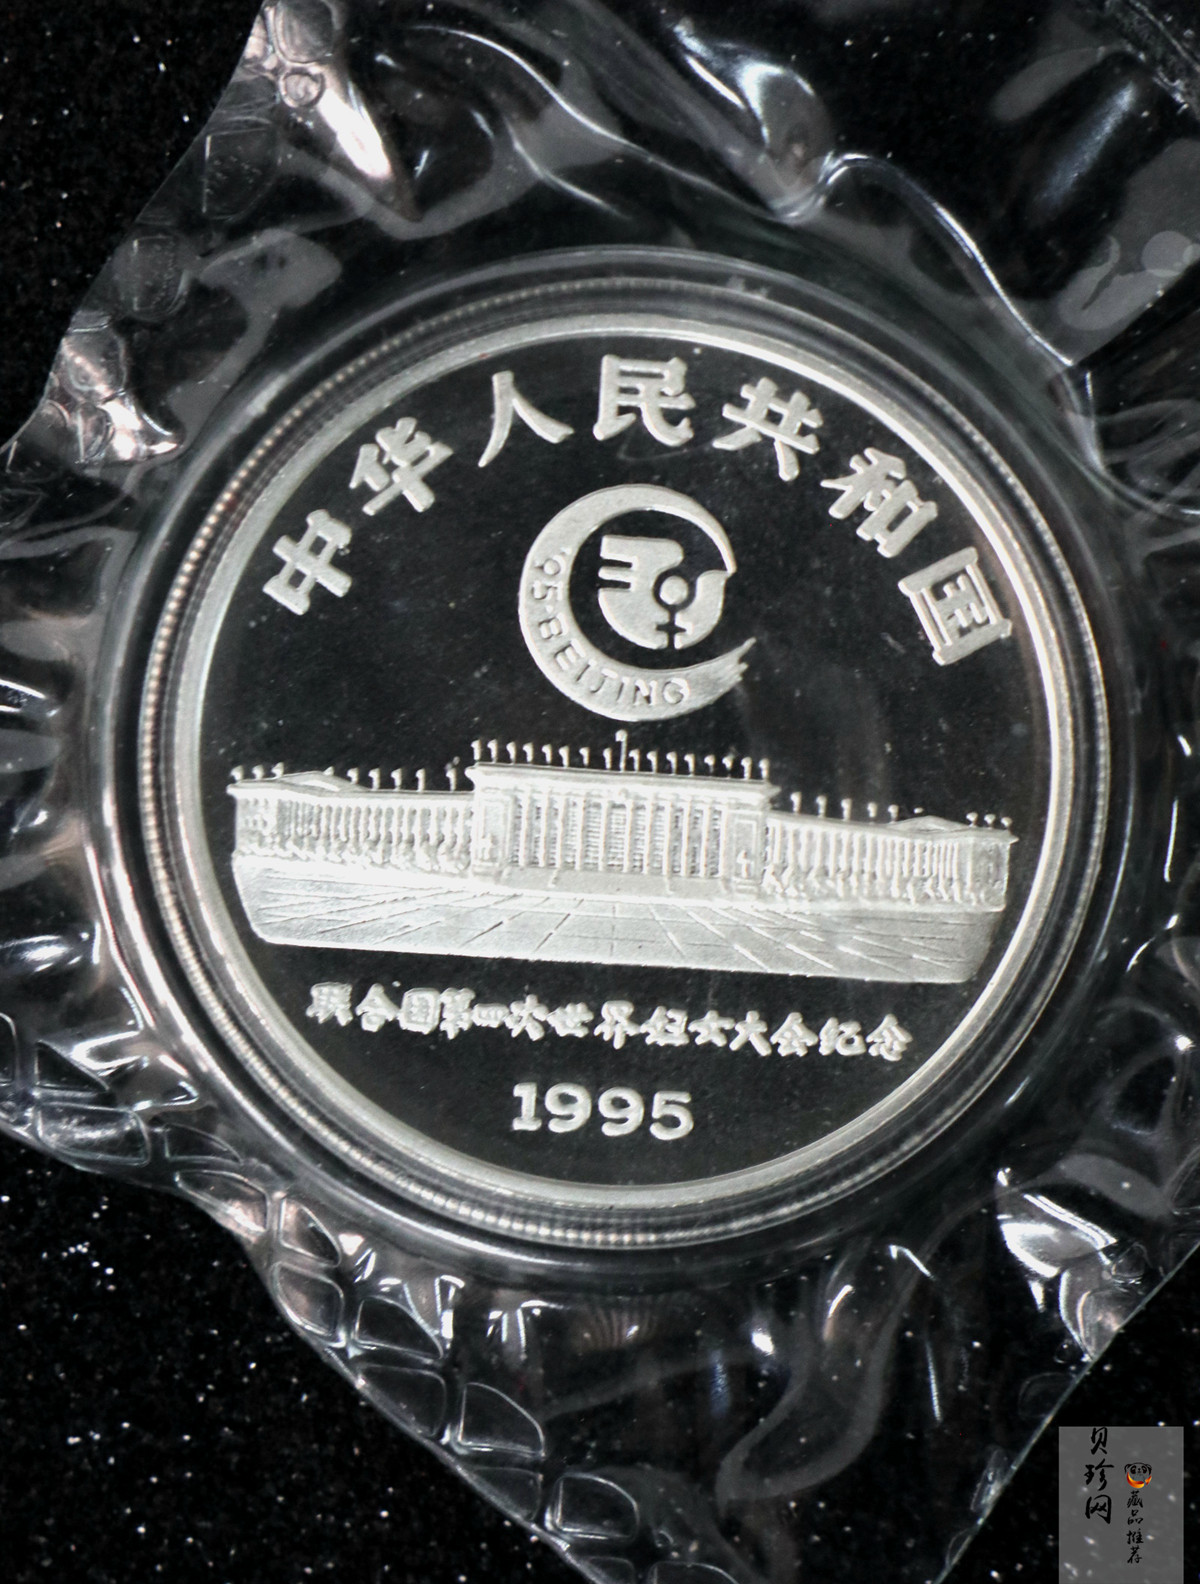 中华人民共和国
'95·BEIJING
联合国第四次世界妇女大会纪念
1995
贝珍网
藏品推荐